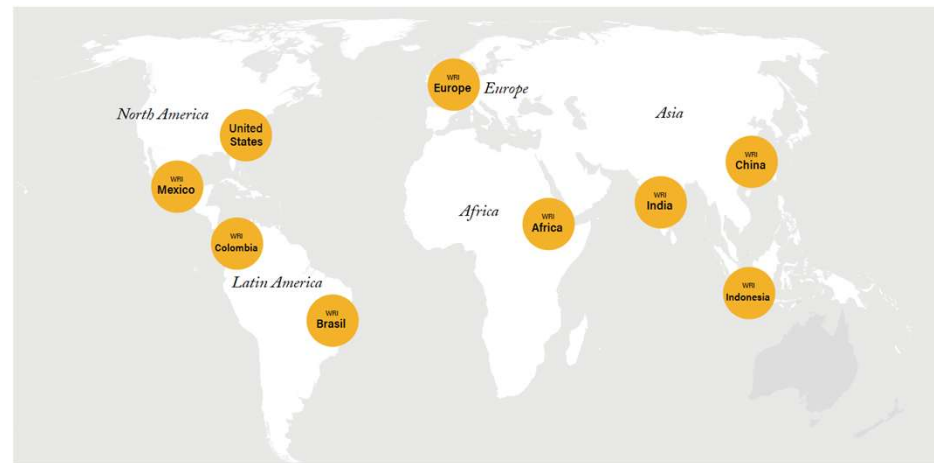 WRI
Europe
Europe
North America
Asia
United
States
WRI
China
WRI
Mexico
WRI
India
Africa
WRI
Africa
WRI
Colombia
Latin America
WRI
Indonesia
WRI
Brasil